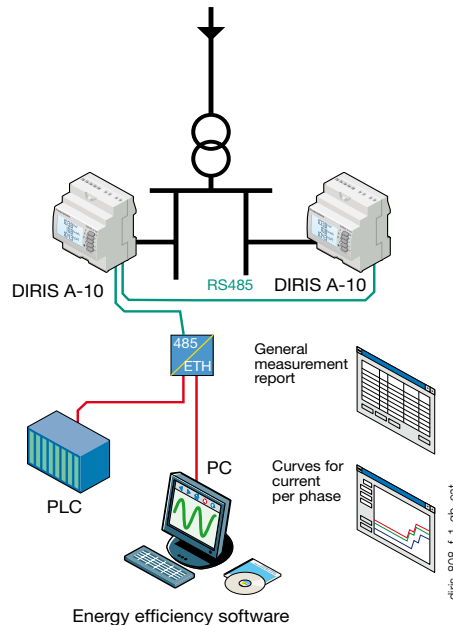 RS485
DIRIS A-10
DIRIS A-10
485
ETH
General
measurement
report
PC
Curves for
current
per phase
PLC
Energy efficiency software